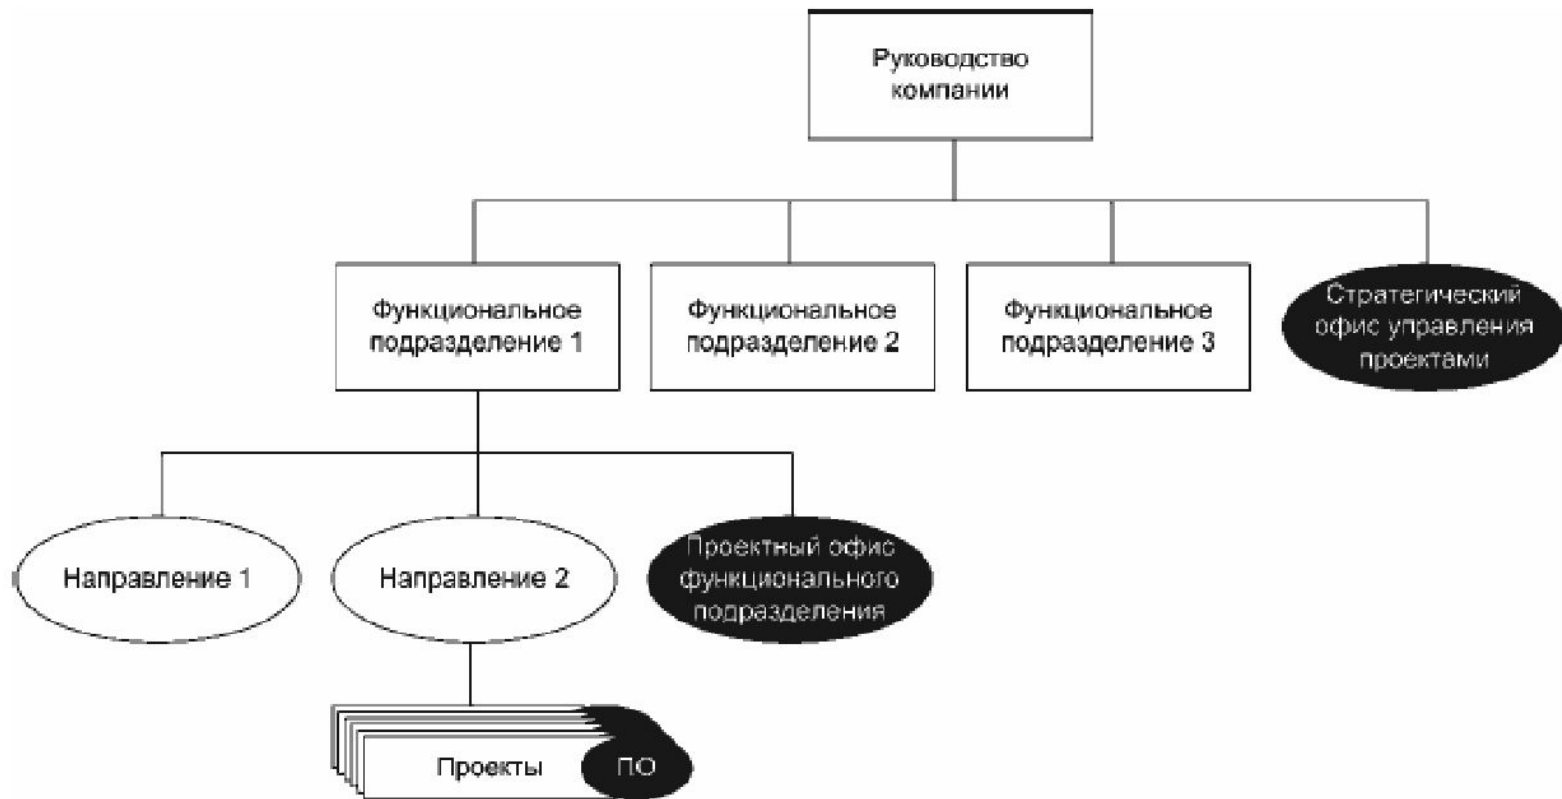 Руководство
компании
Функциональное
подразделение 1
Функциональное
подразделение 2
Функциональное
подразделение 3
Стратегический
офис управления
проектами
Направление 1
Направление 2
Проектный офис
функционального
подразделения
Проекты
ПО